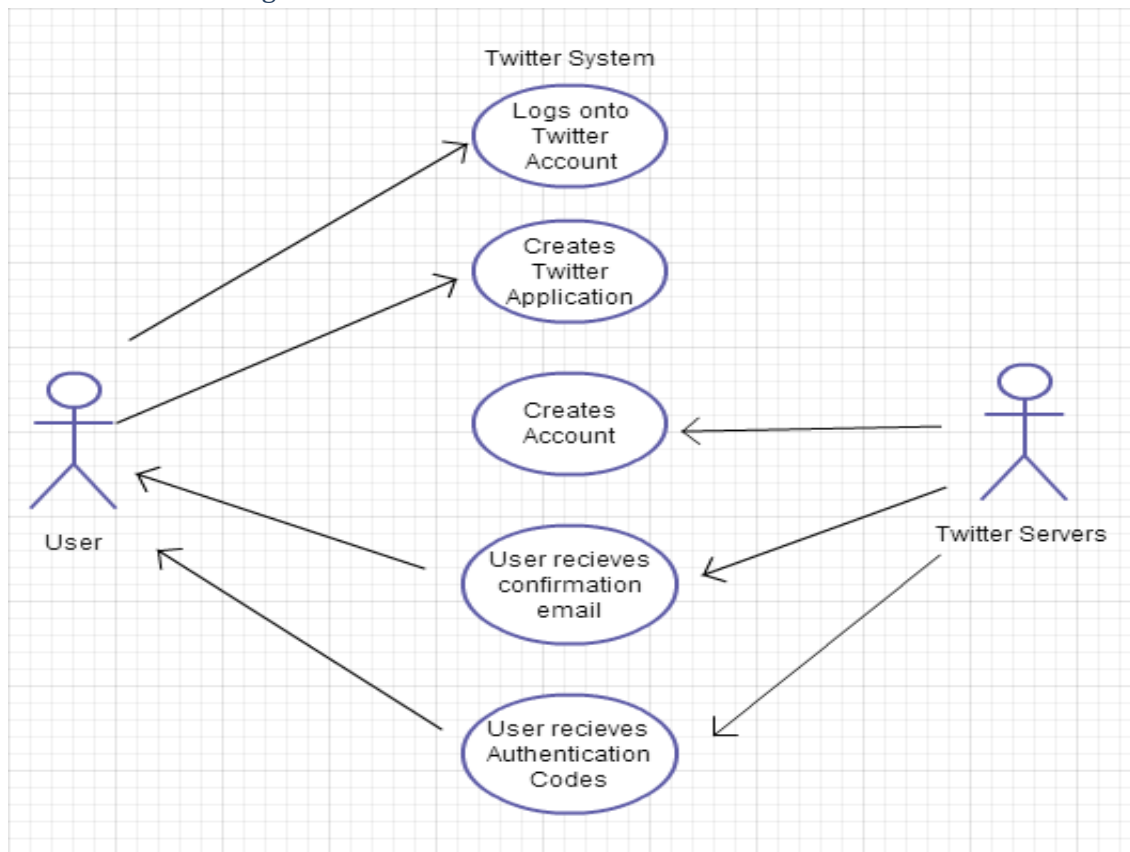 Twitter System
Logs onto
Twitter
Account
Creates
Twitter
Application
Creates
Account
User
Twitter Servers
User recieves
confirmation
email
User recieves
Authentication
Codes